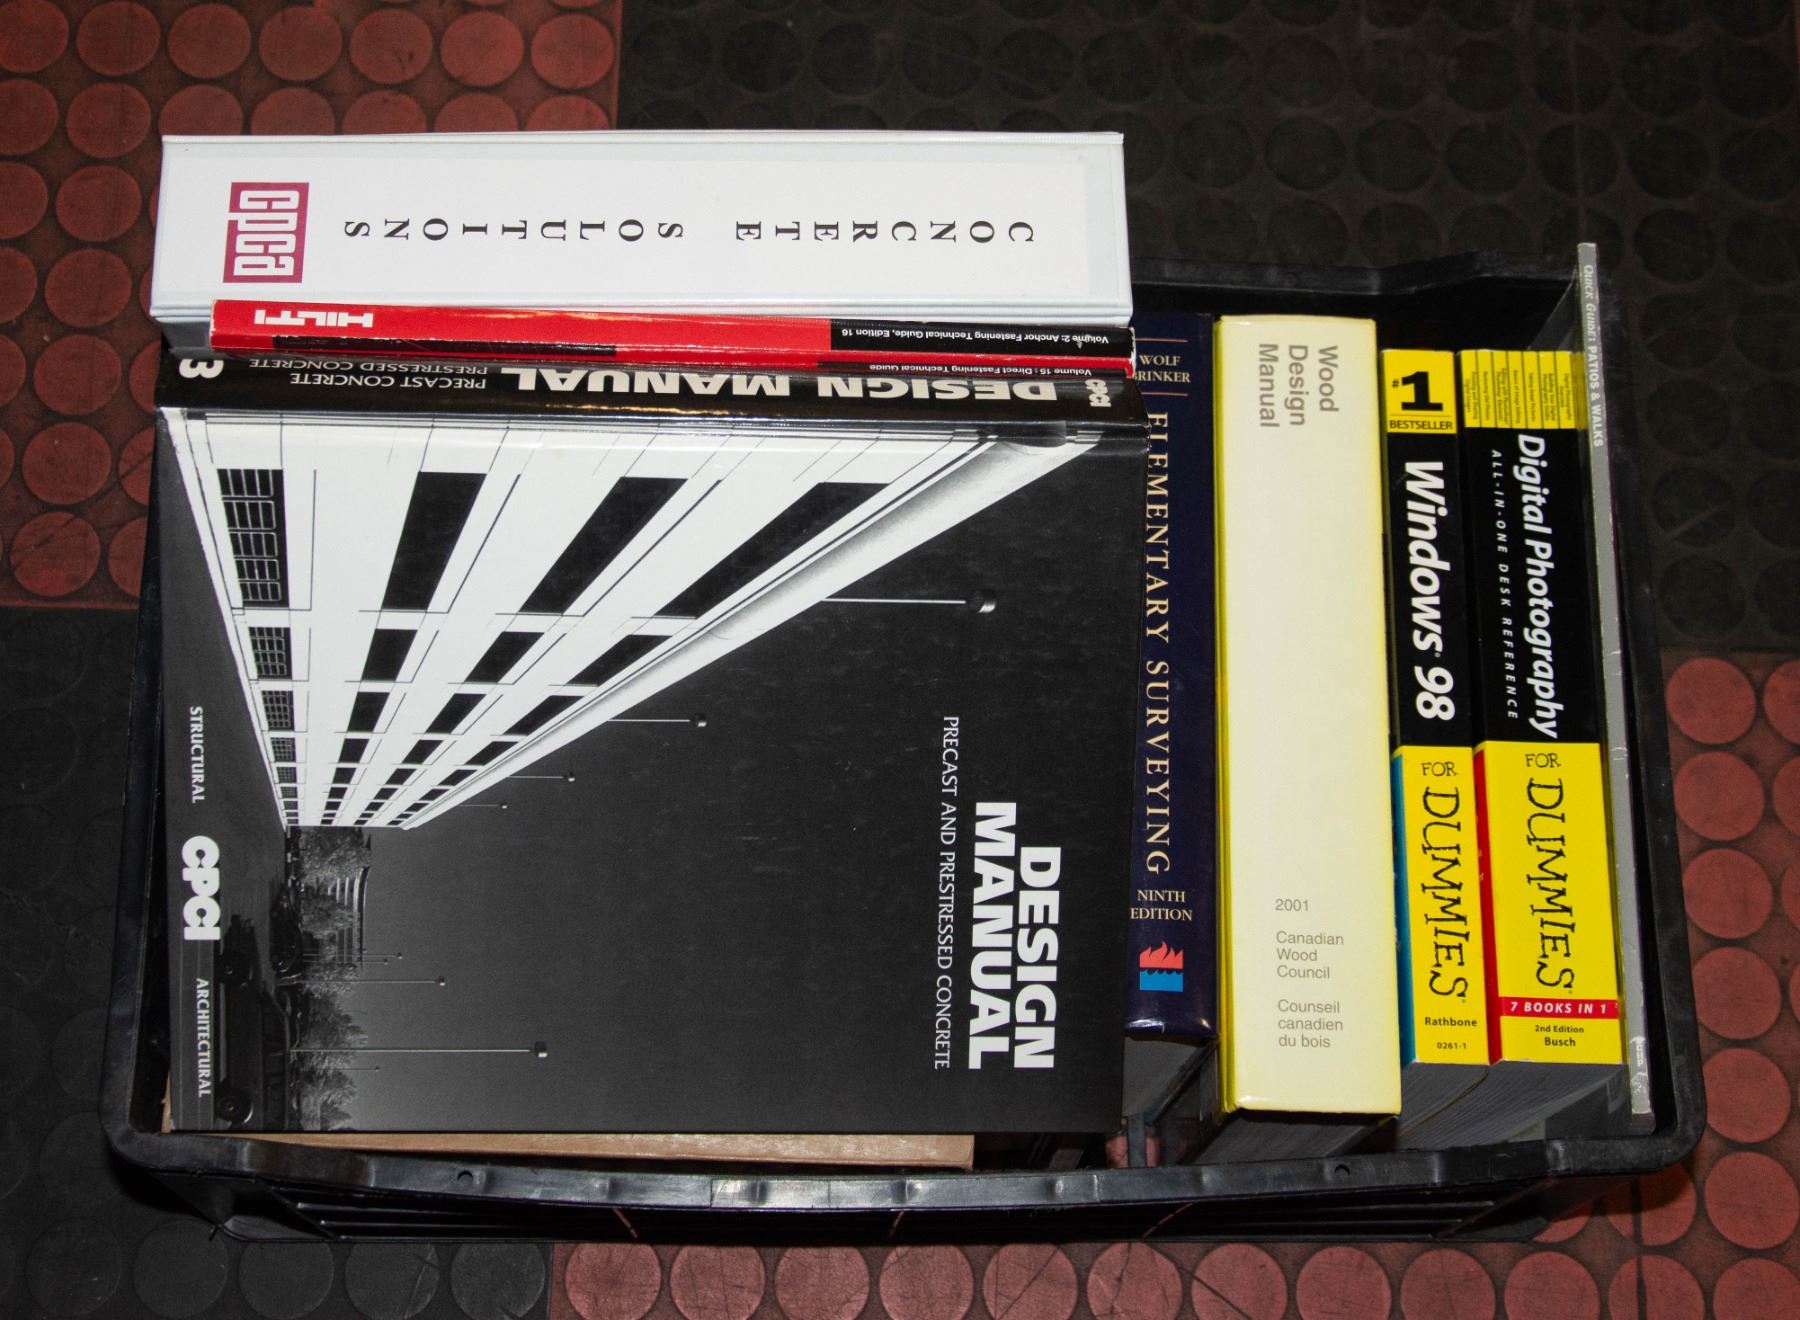 cpca
CONCRETE SOLUTIONS
HILTI
Volume 2: Anchor Fastening Technical Guide, Edition 16
Volume 15: Direct Fastening Technical Guide
3
PRECAST CONCRETE
PRESTRESSED CONCRETE
DESIGN MANUAL
CPCI
DESIGN
MANUAL
PRECAST AND PRESTRESSED CONCRETE
STRUCTURAL
CPCI
ARCHITECTURAL
WOLF
BRINKER
ELEMENTARY SURVEYING
NINTH
EDITION
Wood
Design
Manual
2001
Canadian
Wood
Council
Counseil
canadien
du bois
#1
BESTSELLER
Windows® 98
FOR
DUMMIES®
Rathbone
0261-1
Digital Photography
ALL-IN-ONE DESK REFERENCE
FOR
DUMMIES®
7 BOOKS IN 1
2nd Edition
Busch
QUICK GUIDE: PATIOS & WALKS